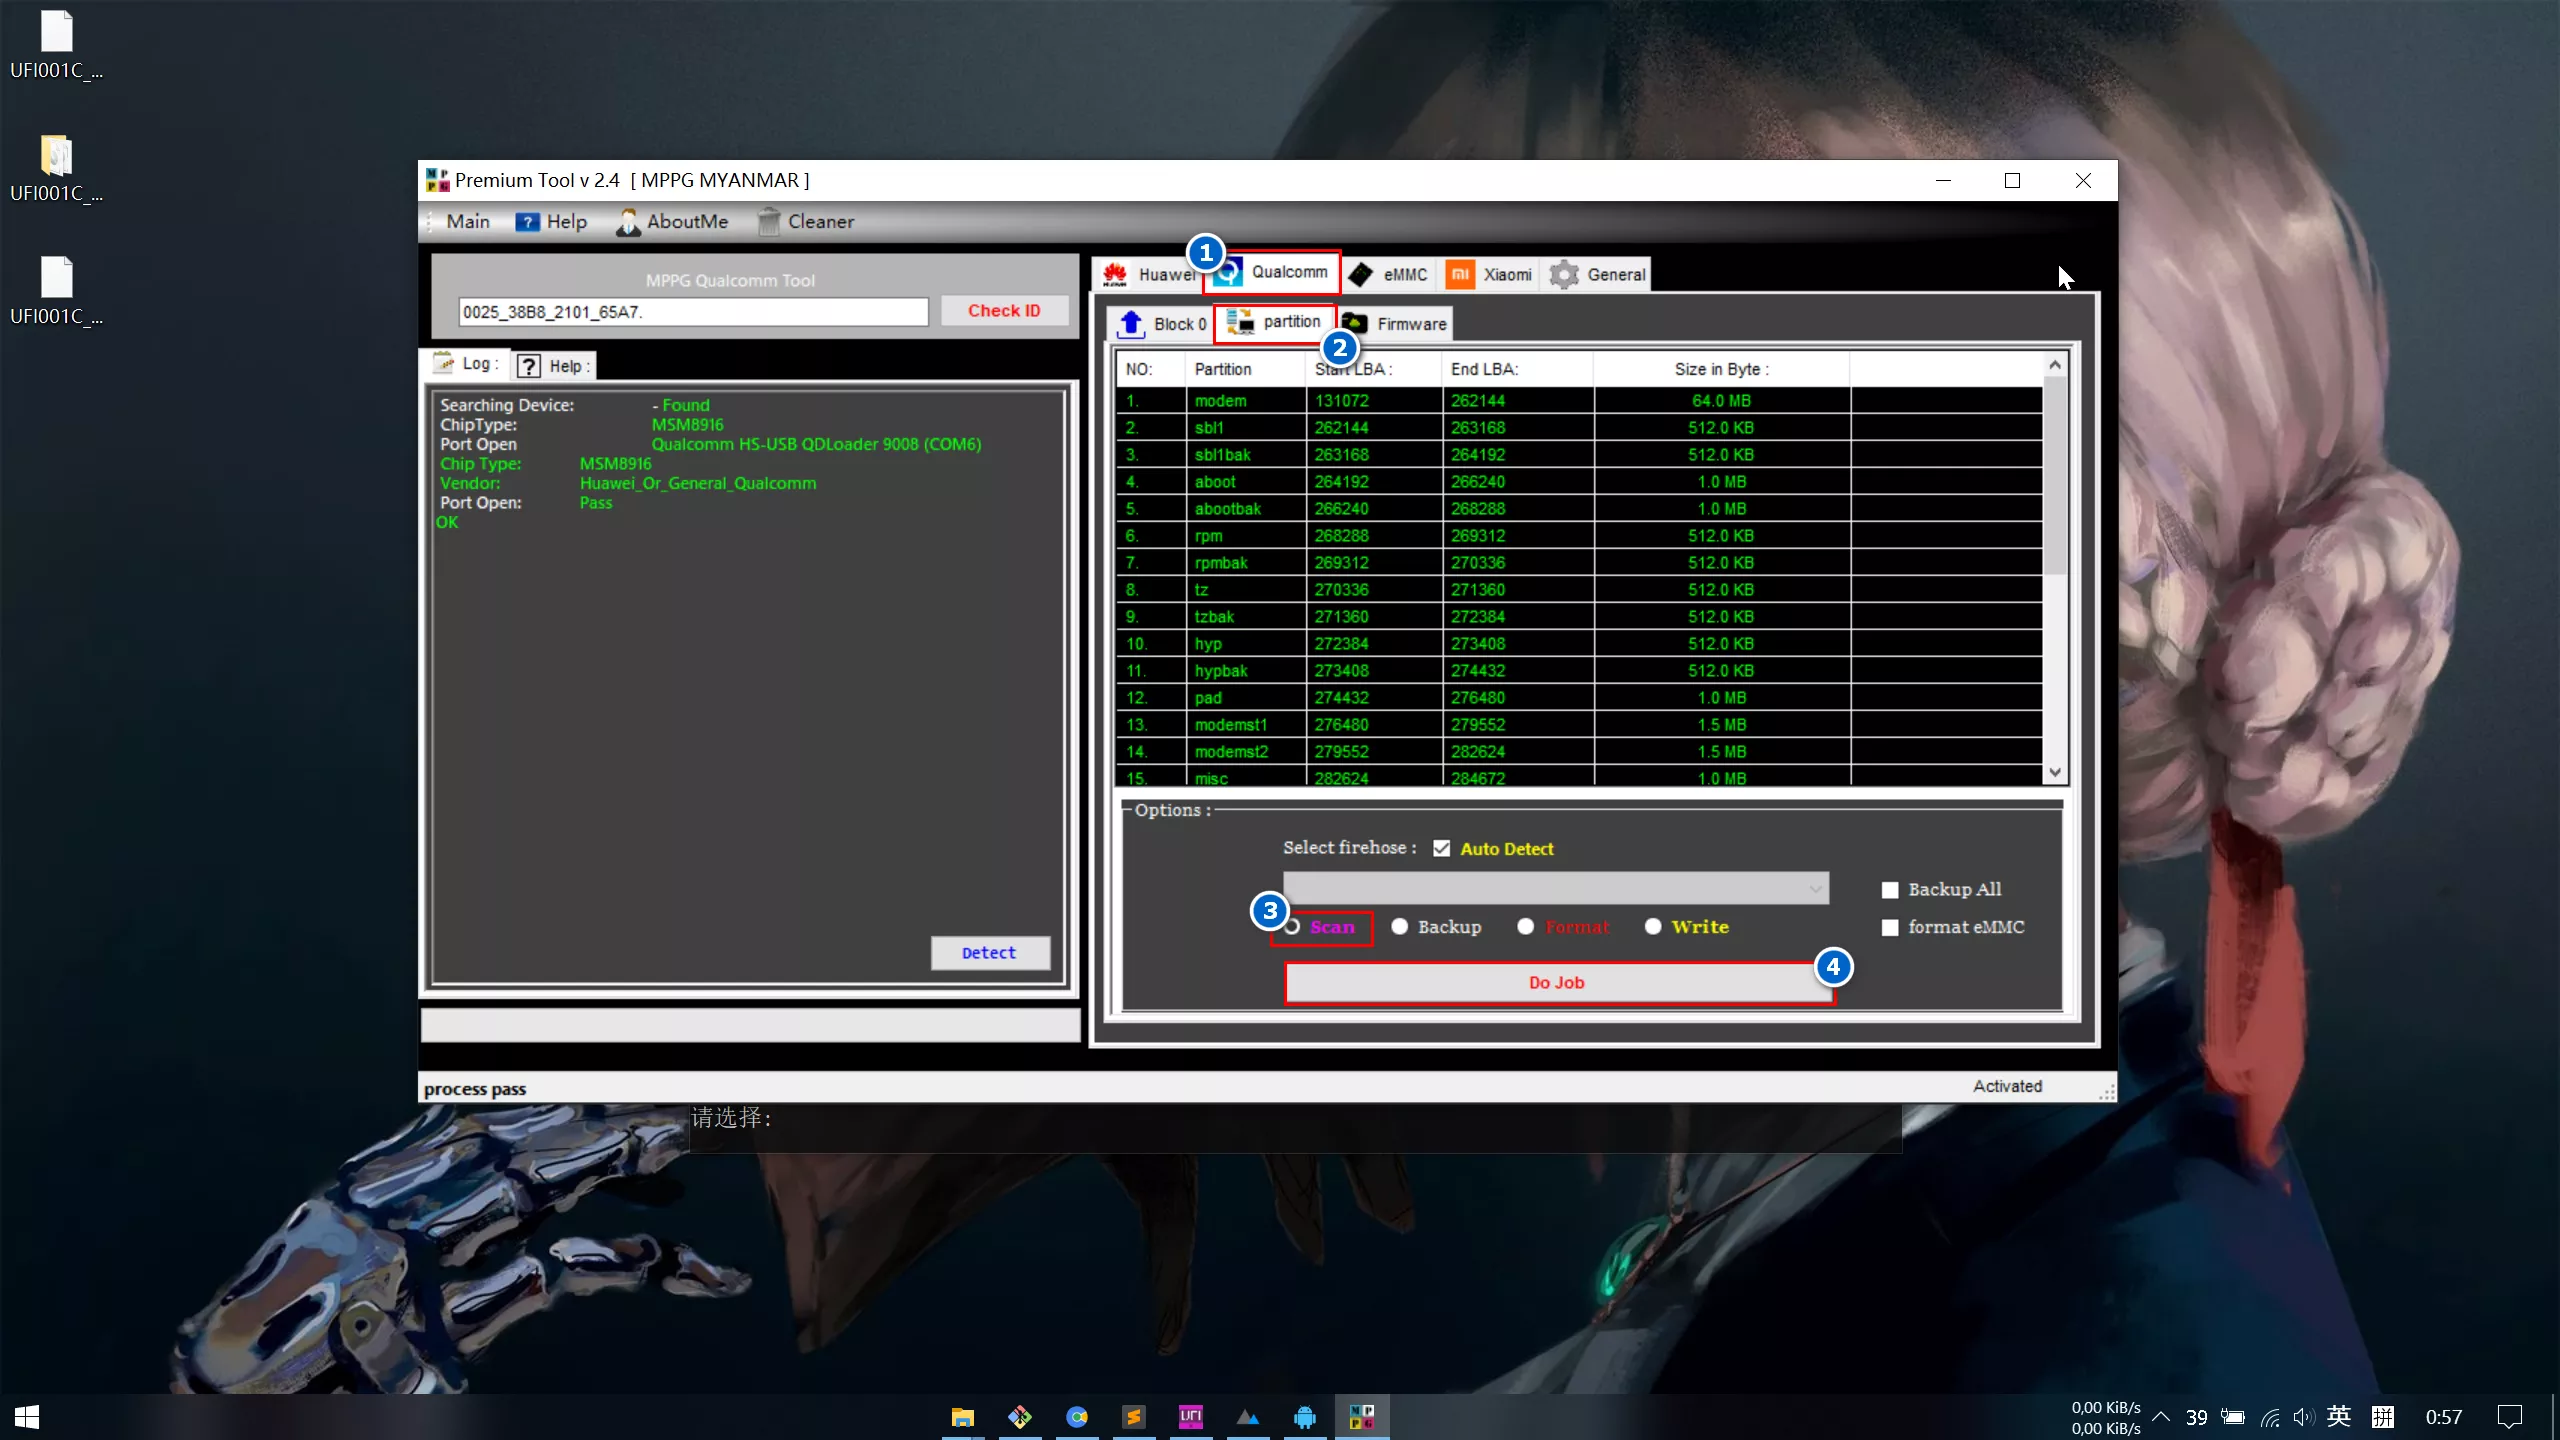 UFI001C_...
UFI001C_...
UFI001C_...
Premium Tool v 2.4 [ MPPG MYANMAR ]
Main Help AboutMe Cleaner
MPPG Qualcomm Tool
0025_38B8_2101_65A7.
Check ID
Log :
Help :
Searching Device: - Found
ChipType: MSM8916
Port Open Qualcomm HS-USB QDLoader 9008 (COM6)
Chip Type: MSM8916
Vendor: Huawei_Or_General_Qualcomm
Port Open: Pass
OK
Detect
1
Huawei Qualcomm eMMC Xiaomi General
Block 0 partition Firmware
2
NO: Partition Start LBA : End LBA: Size in Byte :
1. modem 131072 262144 64.0 MB
2. sbl1 262144 263168 512.0 KB
3. sbl1bak 263168 264192 512.0 KB
4. aboot 264192 266240 1.0 MB
5. abootbak 266240 268288 1.0 MB
6. rpm 268288 269312 512.0 KB
7. rpmbak 269312 270336 512.0 KB
8. tz 270336 271360 512.0 KB
9. tzbak 271360 272384 512.0 KB
10. hyp 272384 273408 512.0 KB
11. hypbak 273408 274432 512.0 KB
12. pad 274432 276480 1.0 MB
13. modemst1 276480 279552 1.5 MB
14. modemst2 279552 282624 1.5 MB
15. misc 282624 284672 1.0 MB
Options :
Select firehose : Auto Detect
Backup All
3
Scan Backup Format Write
format eMMC
4
Do Job
process pass
Activated
请选择:
UFI
0,00 KiB/s
0,00 KiB/s
39 英 拼 0:57